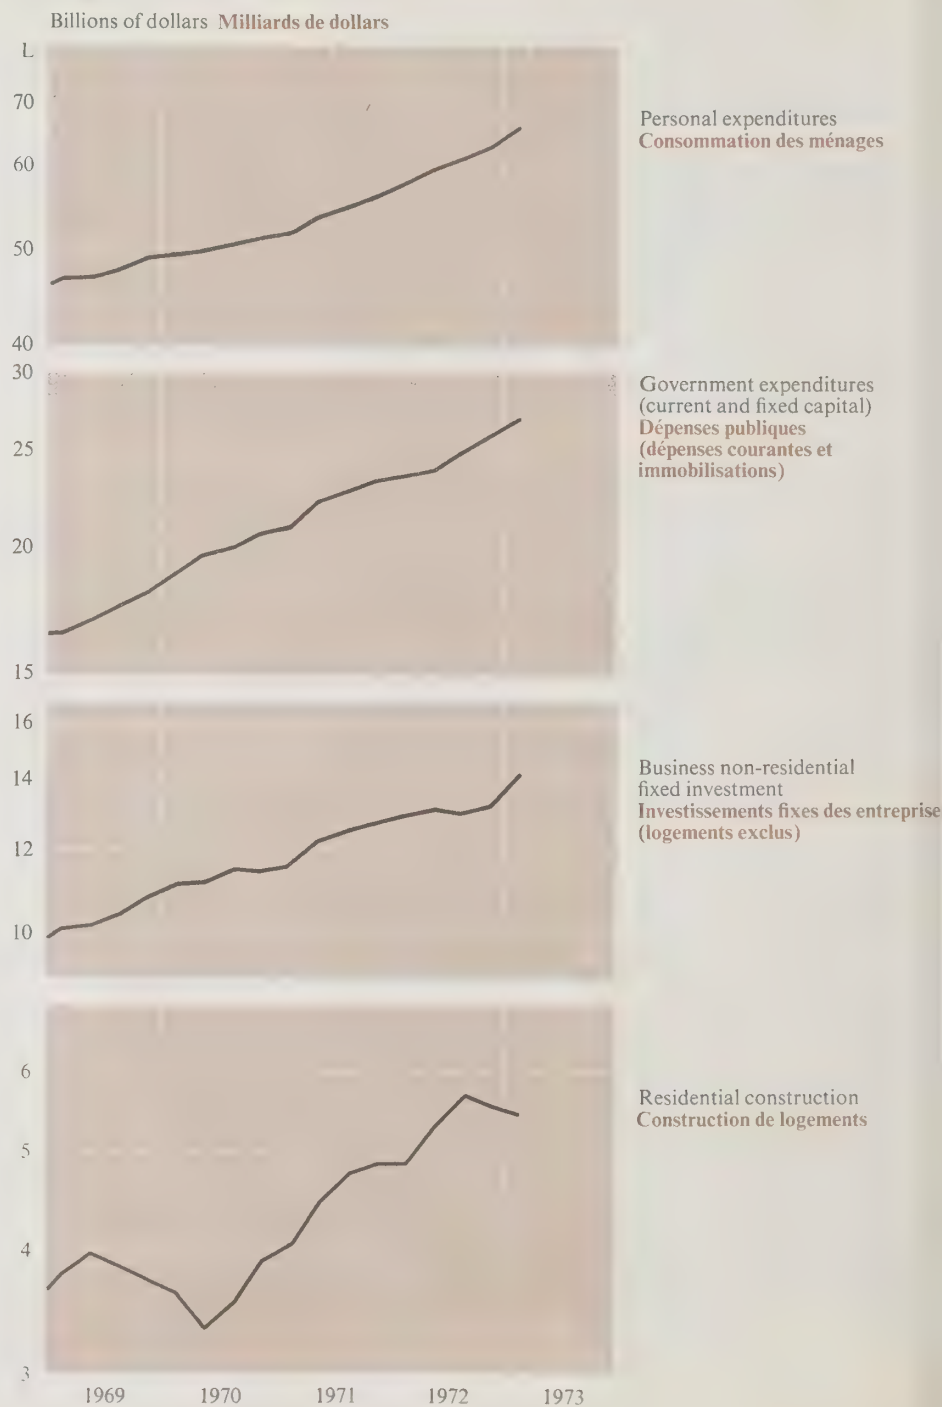 Billions of dollars Milliards de dollars
L
70
60
50
40
Personal expenditures
Consommation des ménages
30
25
20
15
Government expenditures
(current and fixed capital)
Dépenses publiques
(dépenses courantes et
immobilisations)
16
14
12
10
Business non-residential
fixed investment
Investissements fixes des entreprise
(logements exclus)
6
5
4
3
Residential construction
Construction de logements
1969 1970 1971 1972 1973